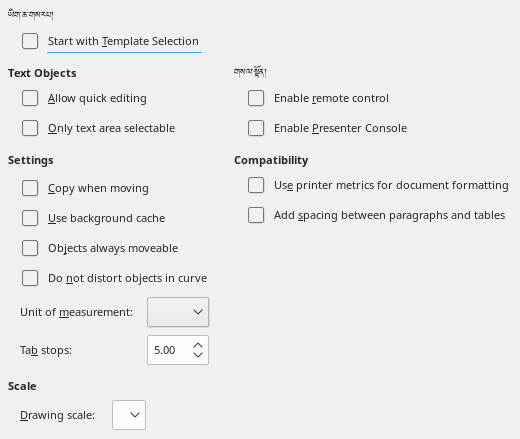 ཡིག་ཆ་གསརཔ།
Start with Template Selection
Text Objects
Allow quick editing
Only text area selectable
གསལ་སྟོན།
Enable remote control
Enable Presenter Console
Settings
Copy when moving
Use background cache
Objects always moveable
Do not distort objects in curve
Unit of measurement:
Tab stops:
5.00
Compatibility
Use printer metrics for document formatting
Add spacing between paragraphs and tables
Scale
Drawing scale: